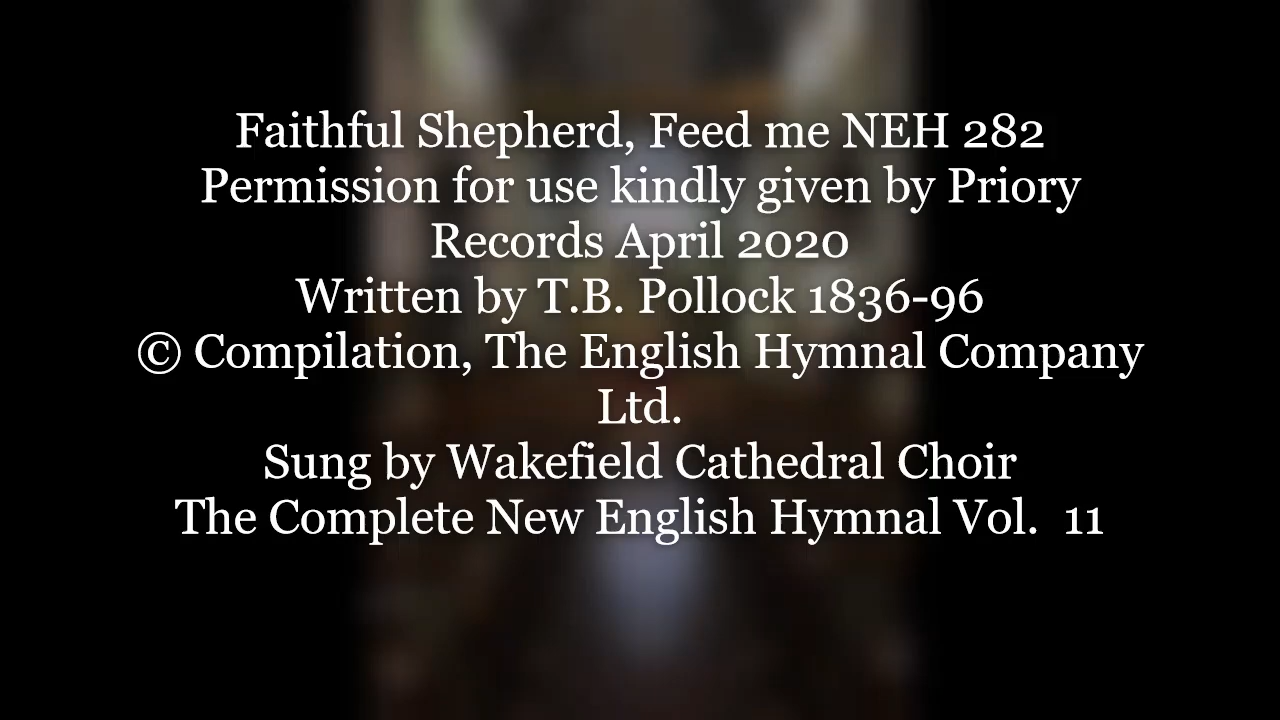 Faithful Shepherd, Feed me NEH 282
Permission for use kindly given by Priory
Records April 2020
Written by T.B. Pollock 1836-96
© Compilation, The English Hymnal Company
Ltd.
Sung by Wakefield Cathedral Choir
The Complete New English Hymnal Vol.  11